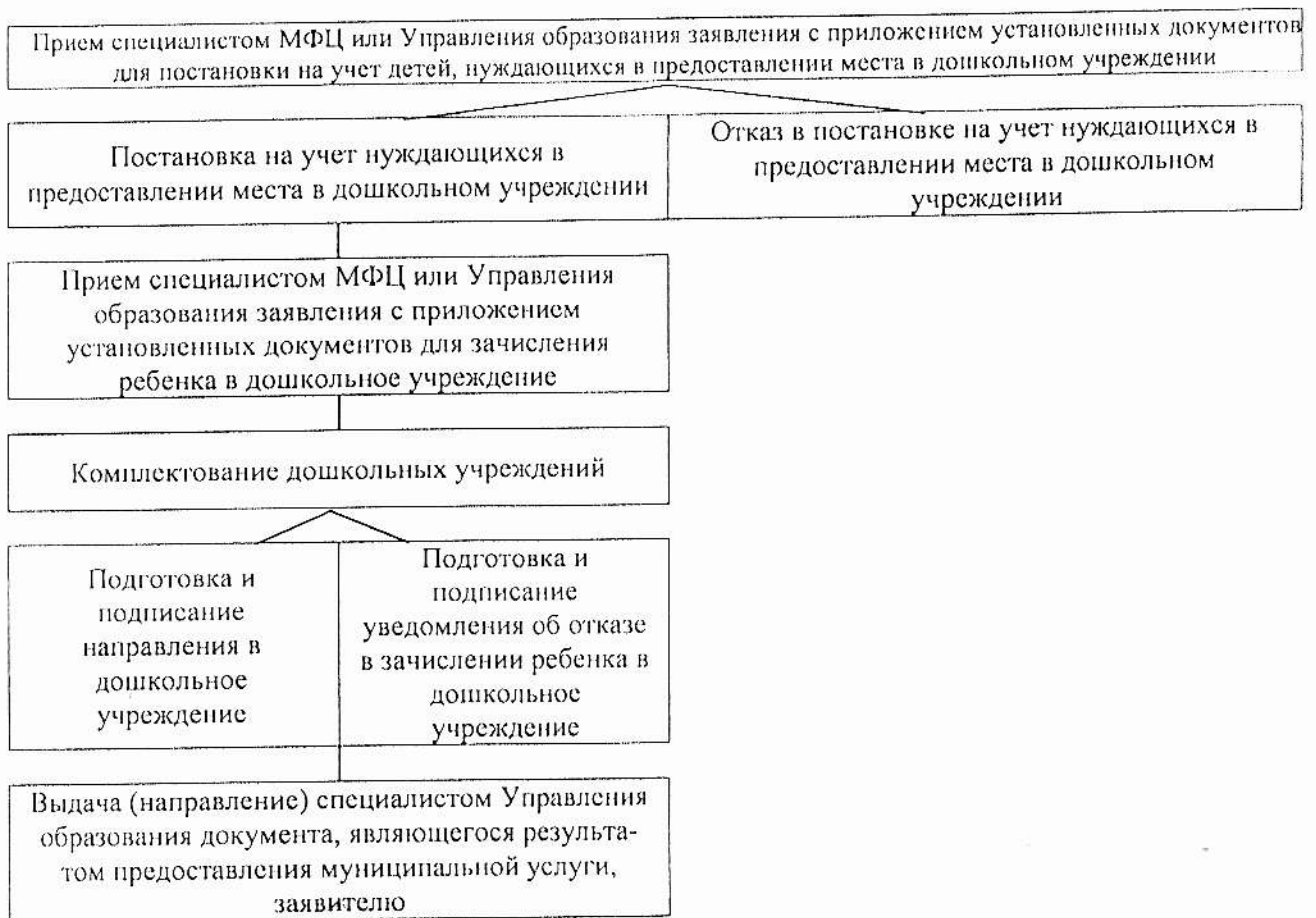 Прием специалистом МФЦ или Управления образования заявления с приложением установленных документов
для постановки на учет детей, нуждающихся в предоставлении места в дошкольном учреждении
Постановка на учет нуждающихся в
предоставлении места в дошкольном учреждении
Отказ в постановке на учет нуждающихся в
предоставлении места в дошкольном
учреждении
Прием специалистом МФЦ или Управления
образования заявления с приложением
установленных документов для зачисления
ребенка в дошкольное учреждение
Комплектование дошкольных учреждений
Подготовка и
подписание
направления в
дошкольное
учреждение
Подготовка и
подписание
уведомления об отказе
в зачислении ребенка в
дошкольное
учреждение
Выдача (направление) специалистом Управления
образования документа, являющегося результа-
том предоставления муниципальной услуги,
заявителю